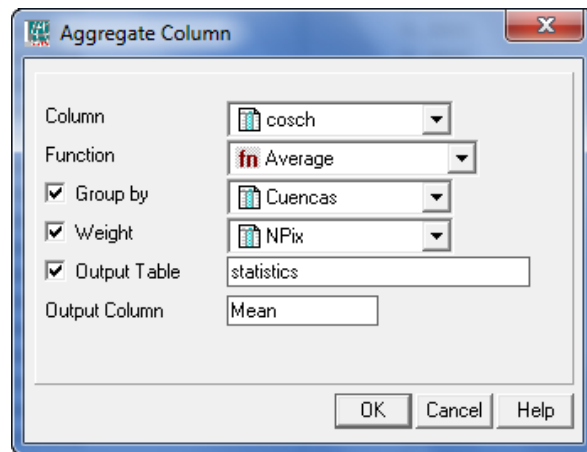 Aggregate Column
Column cosch
Function fn Average
Group by Cuencas
Weight NPix
Output Table statistics
Output Column Mean
OK Cancel Help